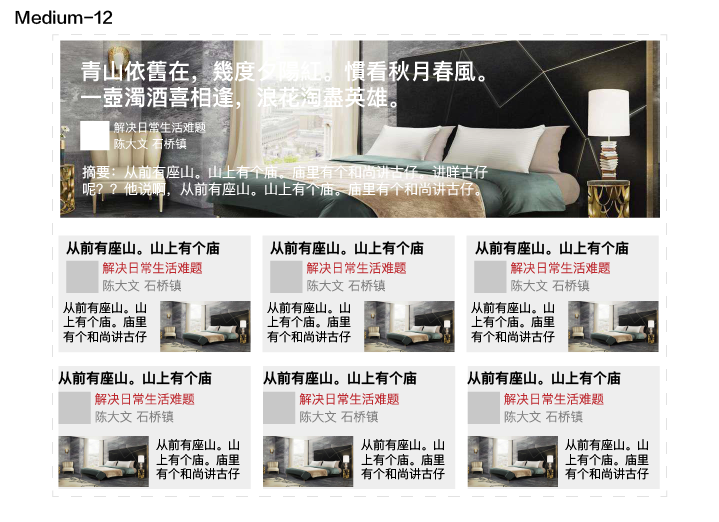 Medium-12
青山依舊在，幾度夕陽紅。慣看秋月春風。
一壺濁酒喜相逢，浪花淘盡英雄。
解决日常生活难题
陈大文 石桥镇
摘要：从前有座山。山上有个庙。庙里有个和尚讲古仔，讲咩古仔
呢？？他说啊，从前有座山。山上有个庙。庙里有个和尚讲古仔。
从前有座山。山上有个庙
解决日常生活难题
陈大文 石桥镇
从前有座山。山
上有个庙。庙里
有个和尚讲古仔
从前有座山。山上有个庙
解决日常生活难题
陈大文 石桥镇
从前有座山。山
上有个庙。庙里
有个和尚讲古仔
从前有座山。山上有个庙
解决日常生活难题
陈大文 石桥镇
从前有座山。山
上有个庙。庙里
有个和尚讲古仔
从前有座山。山上有个庙
解决日常生活难题
陈大文 石桥镇
从前有座山。山
上有个庙。庙里
有个和尚讲古仔
从前有座山。山上有个庙
解决日常生活难题
陈大文 石桥镇
从前有座山。山
上有个庙。庙里
有个和尚讲古仔
从前有座山。山上有个庙
解决日常生活难题
陈大文 石桥镇
从前有座山。山
上有个庙。庙里
有个和尚讲古仔